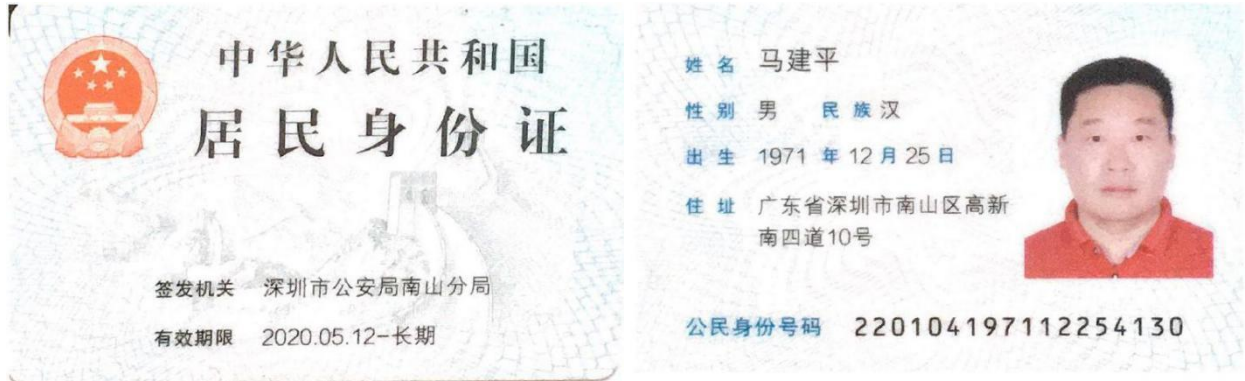 中华人民共和国
居民身份证
签发机关 深圳市公安局南山分局
有效期限 2020.05.12-长期
姓名 马建平
性别 男 民族 汉
出生 1971 年 12 月 25 日
住址 广东省深圳市南山区高新
南四道10号
公民身份号码 220104197112254130